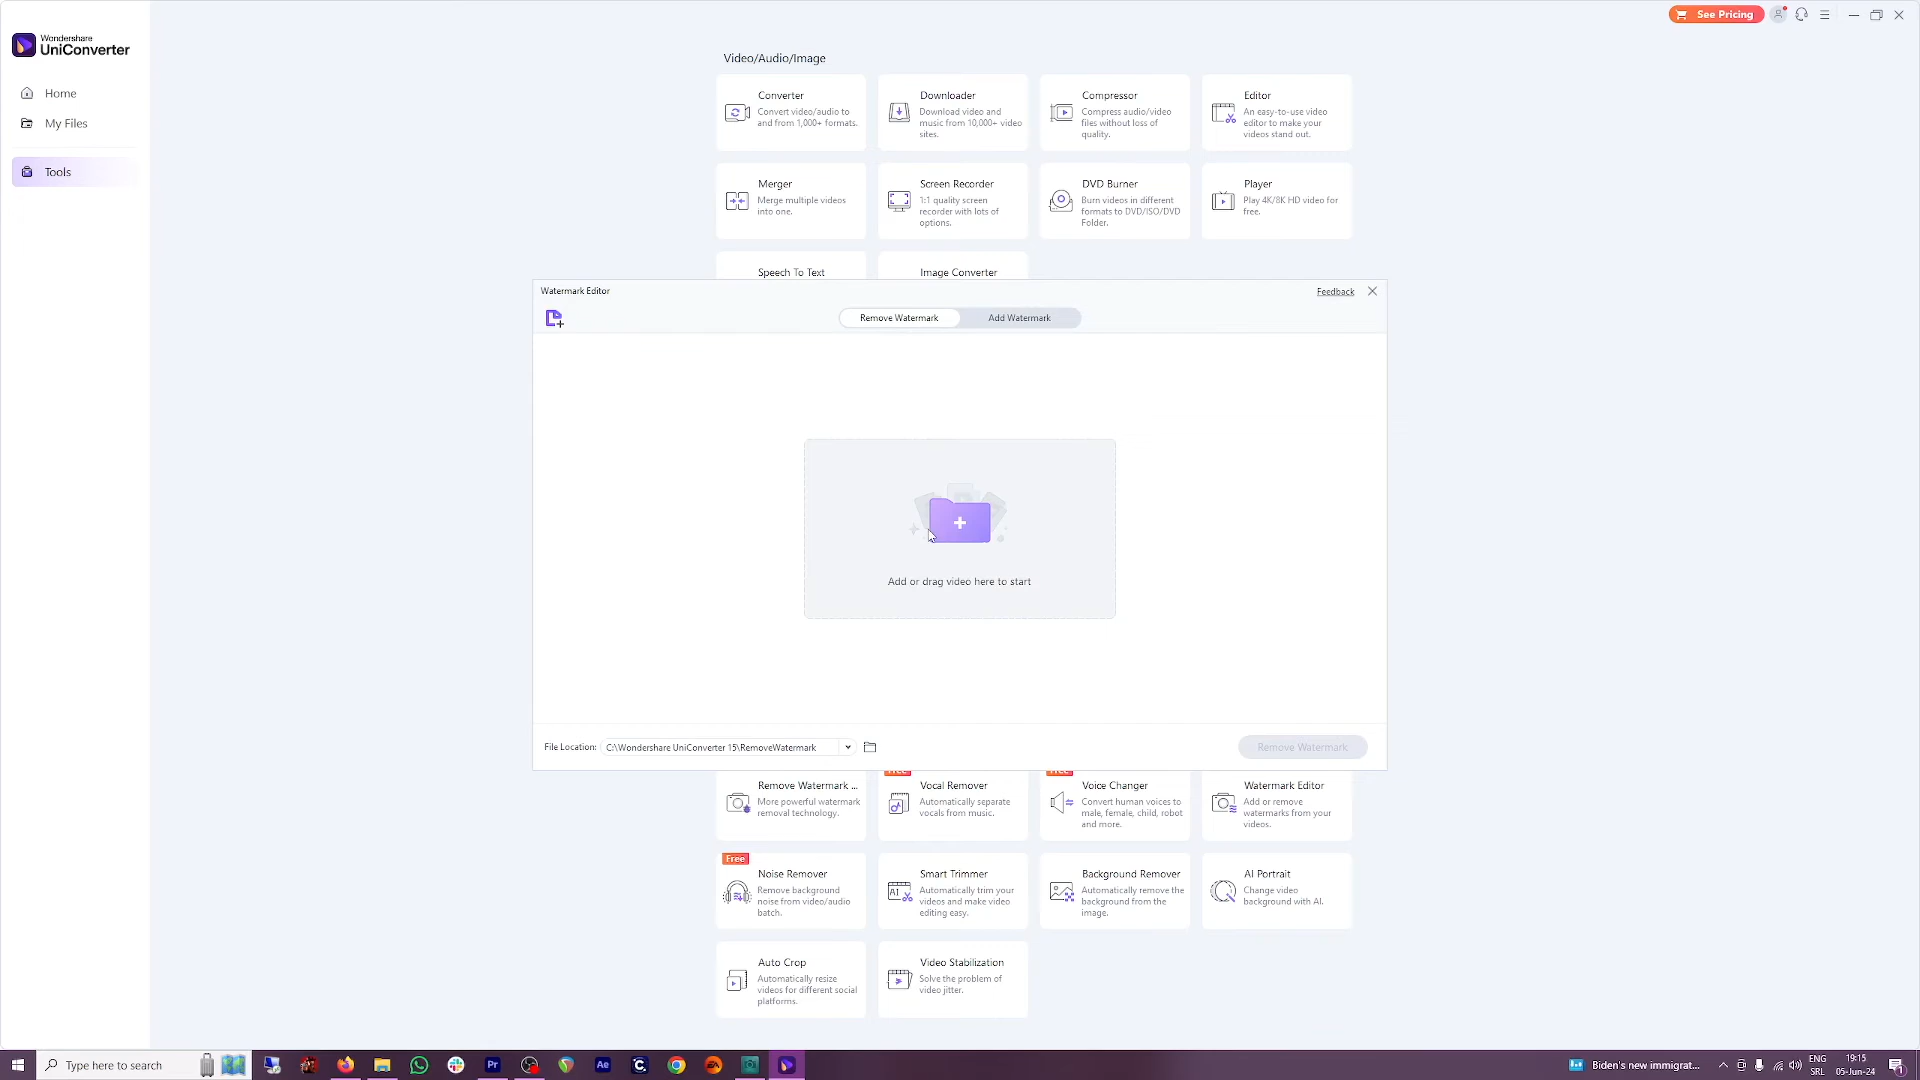 Wondershare
UniConverter
See Pricing
Home
My Files
Tools
Video/Audio/Image
Converter
Convert video/audio to
and from 1,000+ formats.
Downloader
Download video and
music from 10,000+ video
sites.
Compressor
Compress audio/video
files without loss of
quality.
Editor
An easy-to-use video
editor to make your
videos stand out.
Merger
Merge multiple videos
into one.
Screen Recorder
1:1 quality screen
recorder with lots of
options.
DVD Burner
Burn videos in different
formats to DVD/ISO/DVD
Folder.
Player
Play 4K/8K HD video for
free.
Speech To Text
Image Converter
Watermark Editor
Feedback
Remove Watermark
Add Watermark
Add or drag video here to start
File Location:
C:\Wondershare UniConverter 15\RemoveWatermark
Remove Watermark
Remove Watermark ...
More powerful watermark
removal technology.
Vocal Remover
Automatically separate
vocals from music.
Voice Changer
Convert human voices to
male, female, child, robot
and more.
Watermark Editor
Add or remove
watermarks from your
videos.
Free
Noise Remover
Remove background
noise from video/audio
batch.
Smart Trimmer
Automatically trim your
videos and make video
editing easy.
Background Remover
Automatically remove the
background from the
image.
AI Portrait
Change video
background with AI.
Auto Crop
Automatically resize
videos for different social
platforms.
Video Stabilization
Solve the problem of
video jitter.
Type here to search
Pr
Ae
Biden's new immigrat...
ENG
SRL
19:15
05-Jun-24
1